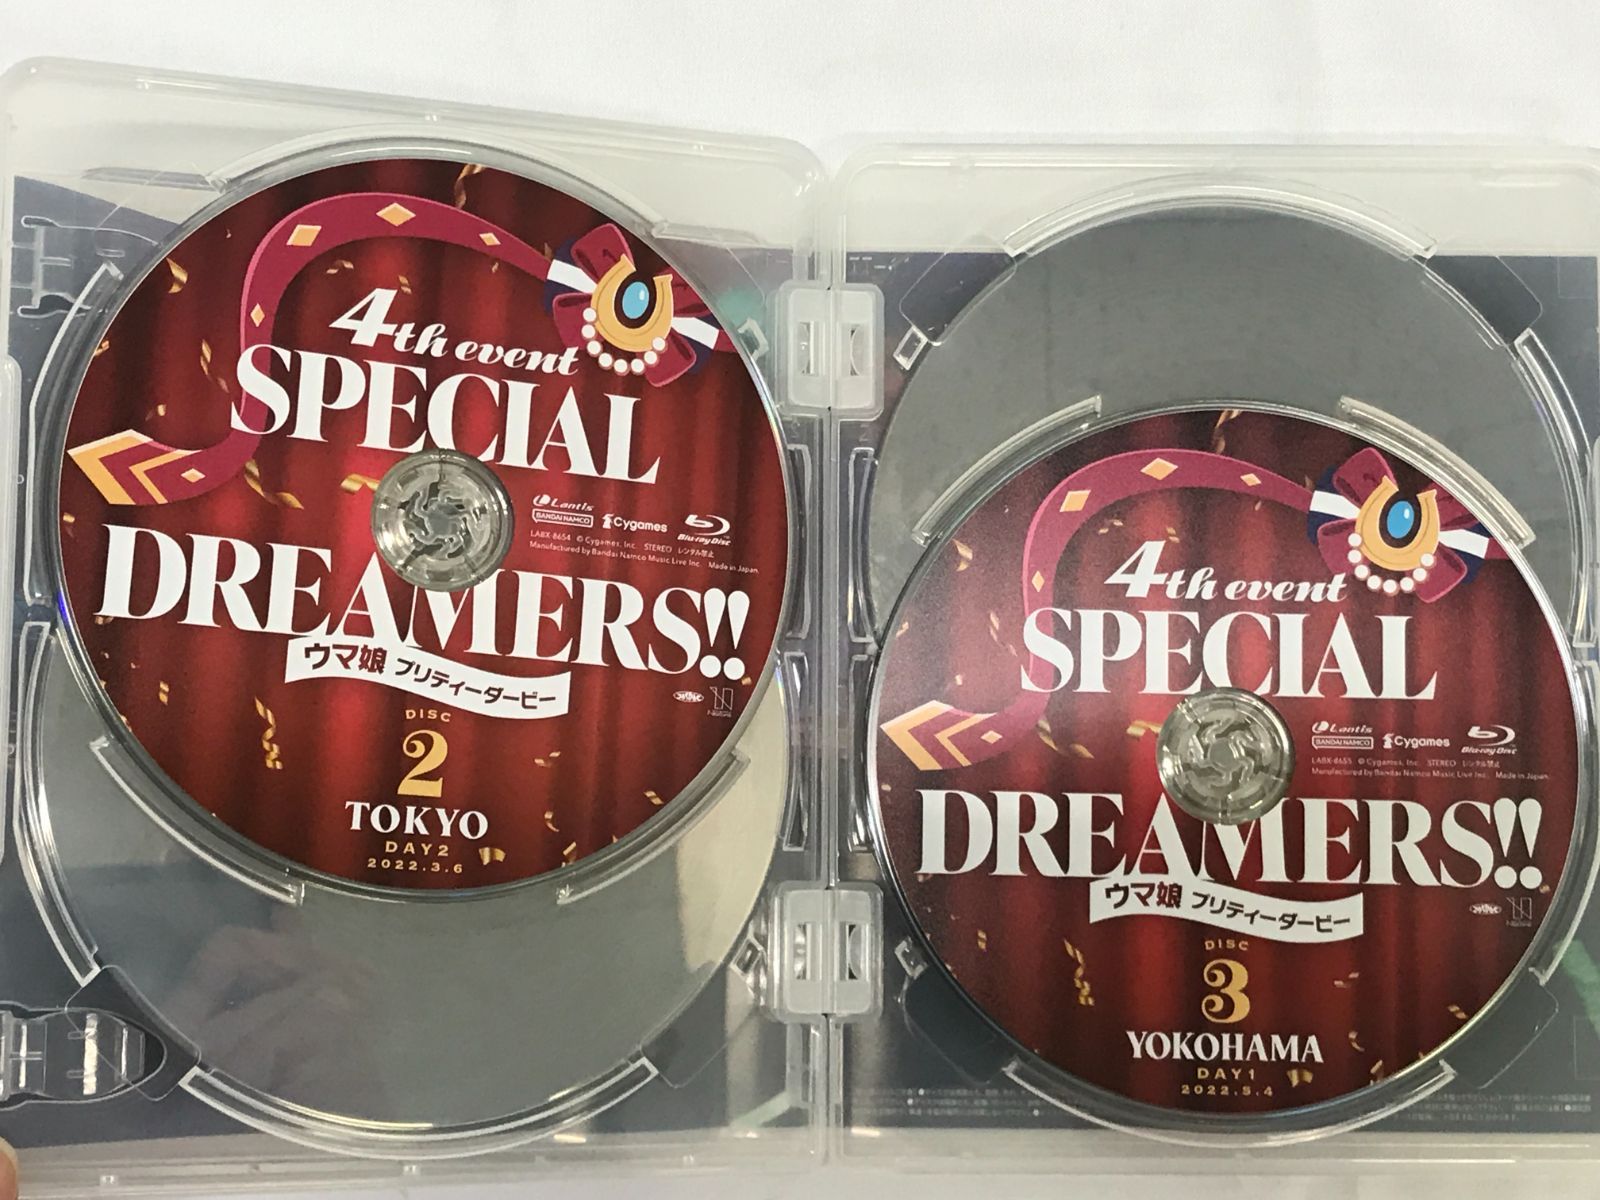 4th event
SPECIAL
DREAMERS!!
Lantis
BANDAI NAMCO
Cygames
Blu-ray Disc
LABX-8654 © Cygames, Inc. STEREO レンタル禁止
Manufactured by Bandai Namco Music Live Inc. Made in Japan.
ウマ娘 プリティーダービー
DISC
2
TOKYO
DAY2
2022.3.6
4th event
SPECIAL
DREAMERS!!
Lantis
BANDAI NAMCO
Cygames
Blu-ray Disc
LABX-8655 © Cygames, Inc. STEREO レンタル禁止
Manufactured by Bandai Namco Music Live Inc. Made in Japan.
ウマ娘 プリティーダービー
DISC
3
YOKOHAMA
DAY1
2022.5.4